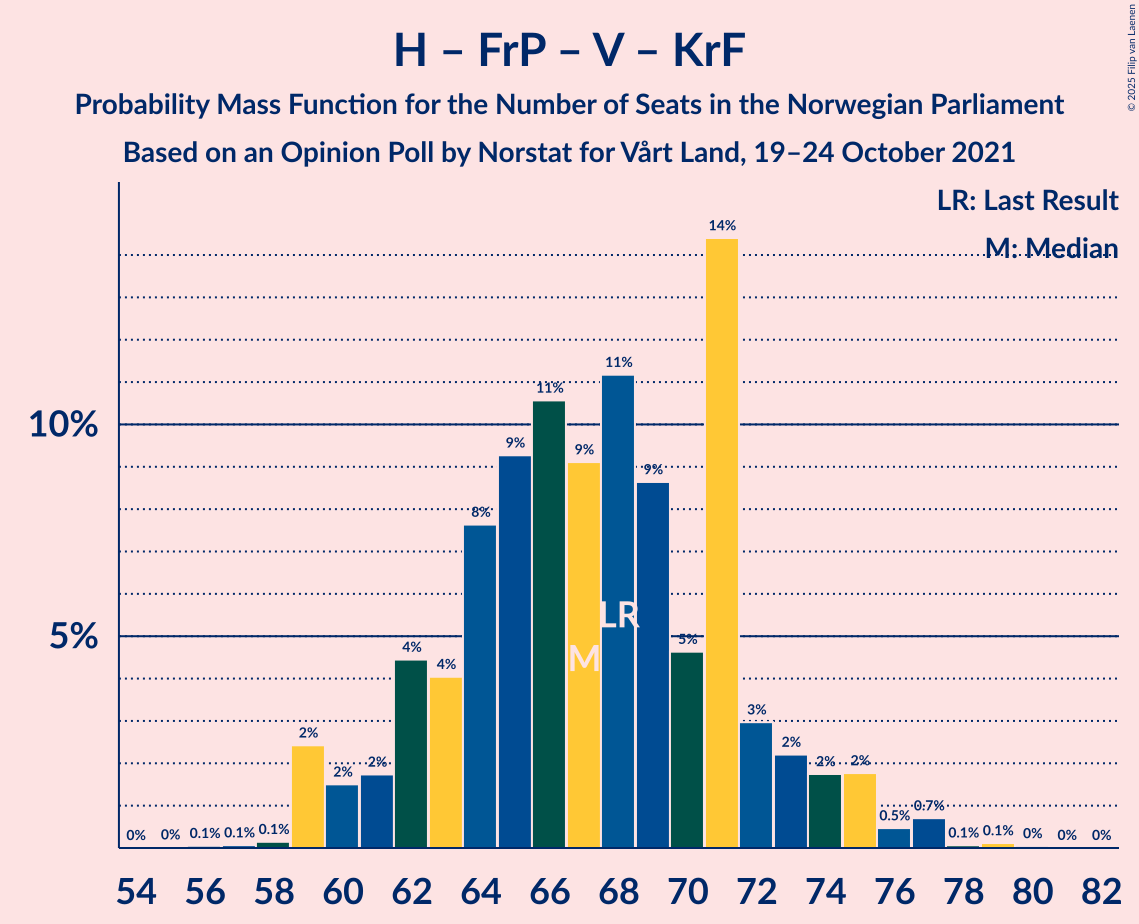 H – FrP – V – KrF
Probability Mass Function for the Number of Seats in the Norwegian Parliament
Based on an Opinion Poll by Norstat for Vårt Land, 19–24 October 2021
© 2025 Filip van Laenen
LR: Last Result
M: Median
10%
5%
0% 0% 0.1% 0.1% 0.1% 2% 2% 2% 4% 4% 8% 9% 11% 9% 11% 9% 5% 14% 3% 2% 2% 2% 0.5% 0.7% 0.1% 0.1% 0% 0% 0%
LR
M
54 56 58 60 62 64 66 68 70 72 74 76 78 80 82